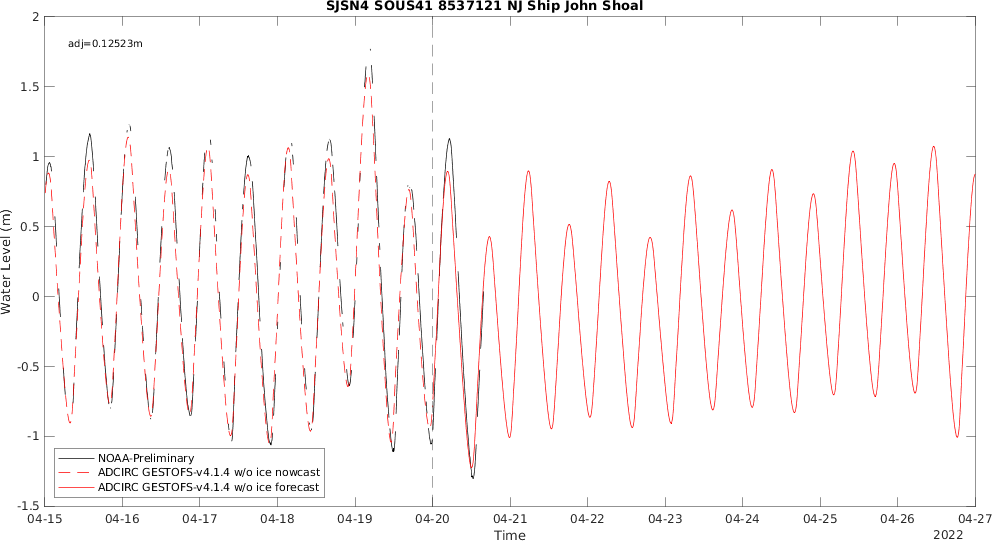 SJSN4 SOUS41 8537121 NJ Ship John Shoal
adj=0.12523m
2
1.5
1
0.5
0
-0.5
-1
-1.5
Water Level (m)
NOAA-Preliminary
ADCIRC GESTOFS-v4.1.4 w/o ice nowcast
ADCIRC GESTOFS-v4.1.4 w/o ice forecast
04-15 04-16 04-17 04-18 04-19 04-20 04-21 04-22 04-23 04-24 04-25 04-26 04-27
Time
2022